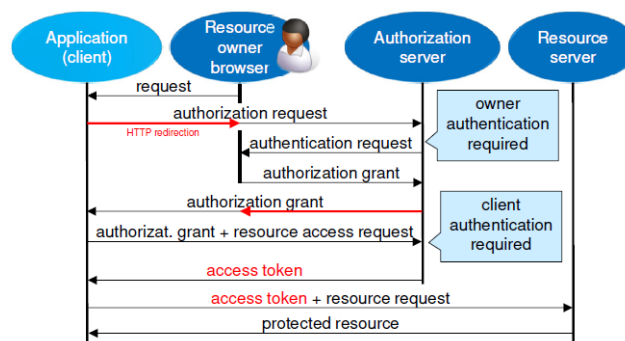 Application
(client)
Resource
owner
browser
Authorization
server
Resource
server
request
authorization request
HTTP redirection
owner
authentication
required
authentication request
authorization grant
authorization grant
authorizat. grant + resource access request
client
authentication
required
access token
access token + resource request
protected resource